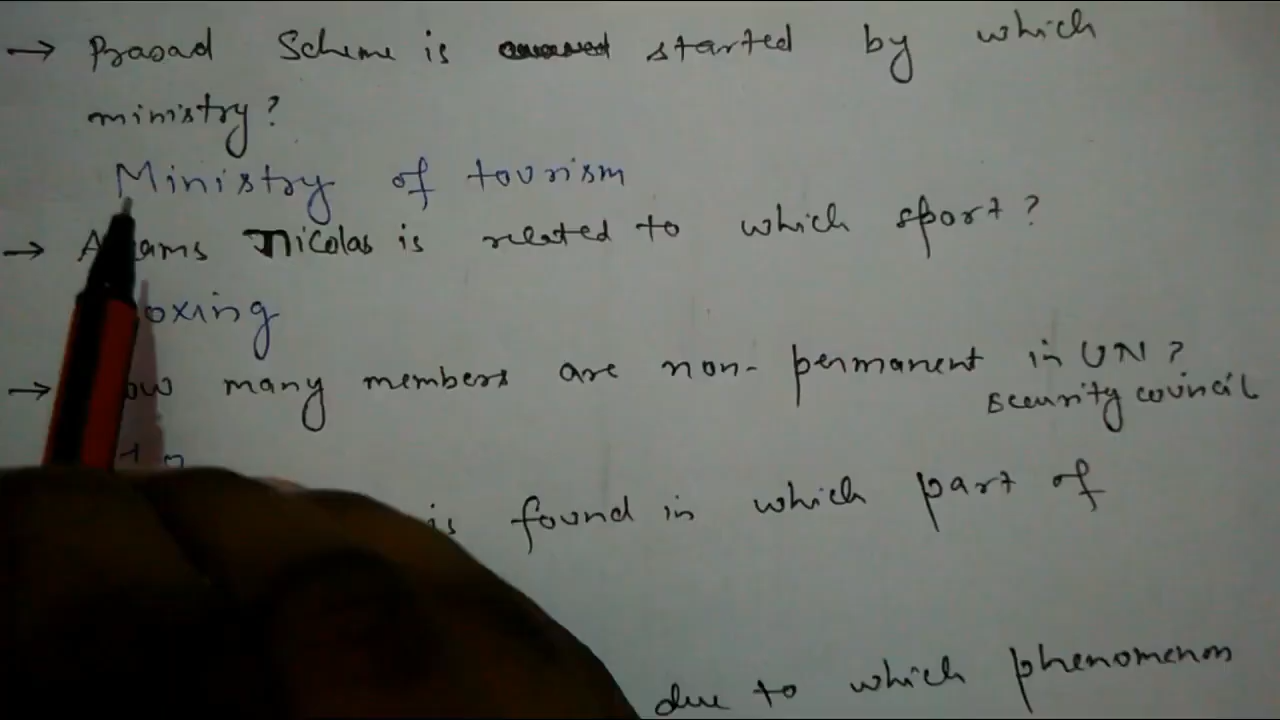 → Prasad Scheme is started by which
ministry?
Ministry of tourism
→ Adams Nicolas is related to which sport?
oxing
→ ow many members are non-permanent in UN?
security council
is found in which part of
due to which phenomenon